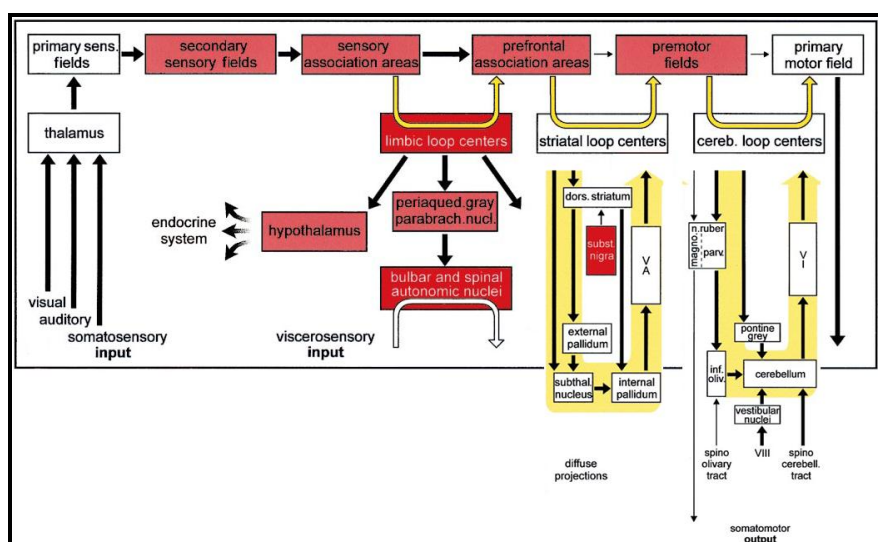 primary sens.
fields
secondary
sensory fields
sensory
association areas
prefrontal
association areas
premotor
fields
primary
motor field
thalamus
limbic loop centers
striatal loop centers
cereb. loop centers
periaqued.gray
parabrach.nucl.
hypothalamus
endocrine
system
bulbar and spinal
autonomic nuclei
visual
auditory
somatosensory
input
viscerosensory
input
dors. striatum
subst.
nigra
VA
external
pallidum
subthal.
nucleus
internal
pallidum
n.ruber
magno.
parv.
VI
pontine
grey
inf.
oliv.
cerebellum
vestibular
nuclei
diffuse
projections
spino
olivary
tract
VIII
spino
cerebell.
tract
somatomotor
output